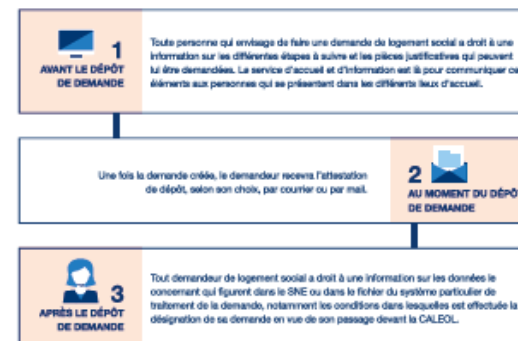 1
AVANT LE DÉPÔT
DE DEMANDE
Toute personne qui envisage de faire une demande de logement social a droit à une
information sur les différentes étapes à suivre et les pièces justificatives qui peuvent
lui être demandées. Le service d'accueil et d'information est là pour communiquer ce
éléments aux personnes qui se présentent dans les différents lieux d'accueil.
Une fois la demande créée, le demandeur recevra l'attestation
de dépôt, selon son choix, par courrier ou par mail.
2
AU MOMENT DU DÉPÔ
DE DEMANDE
3
APRÈS LE DÉPÔT
DE DEMANDE
Tout demandeur de logement social a droit à une information sur les données le
concernant qui figurent dans le SNE ou dans le fichier du système particulier de
traitement de la demande, notamment les conditions dans lesquelles est effectuée la
désignation de sa demande en vue de son passage devant la CALEOL.